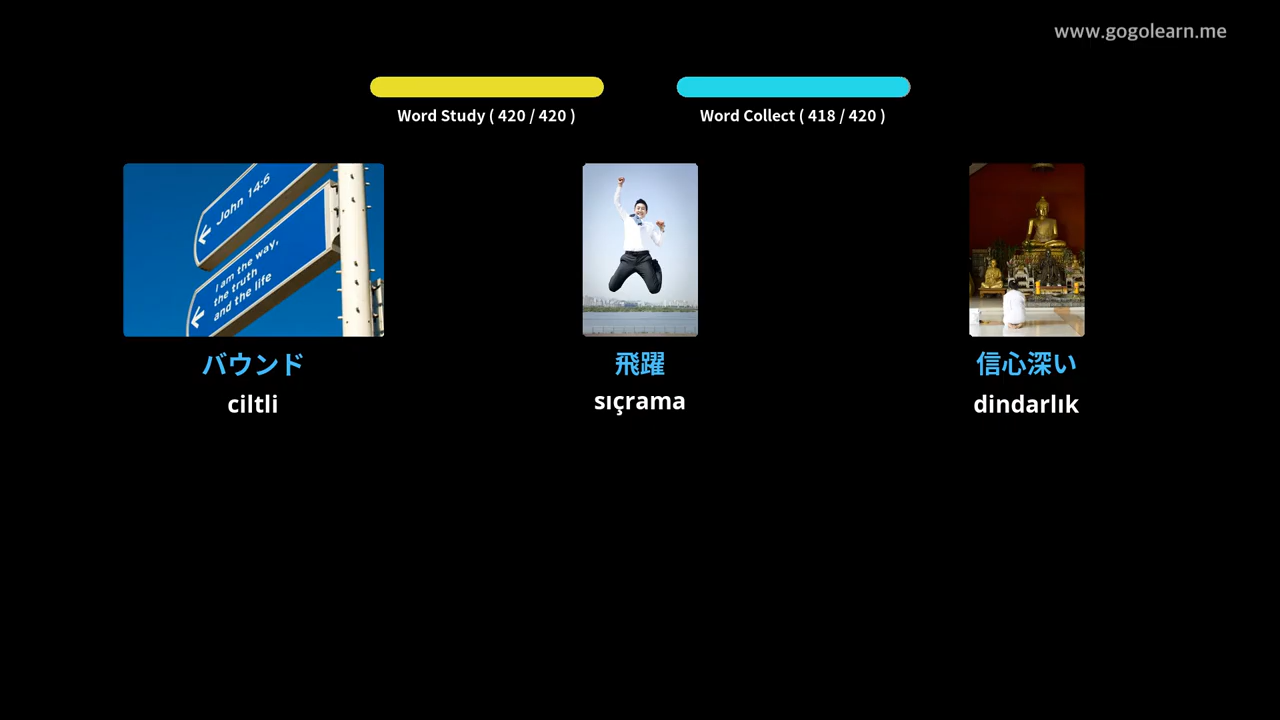 www.gogolearn.me
Word Study ( 420 / 420 )
Word Collect ( 418 / 420 )
John 14:6
I am the way,
the truth
and the life
バウンド
飛躍
信心深い
ciltli
sıçrama
dindarlık